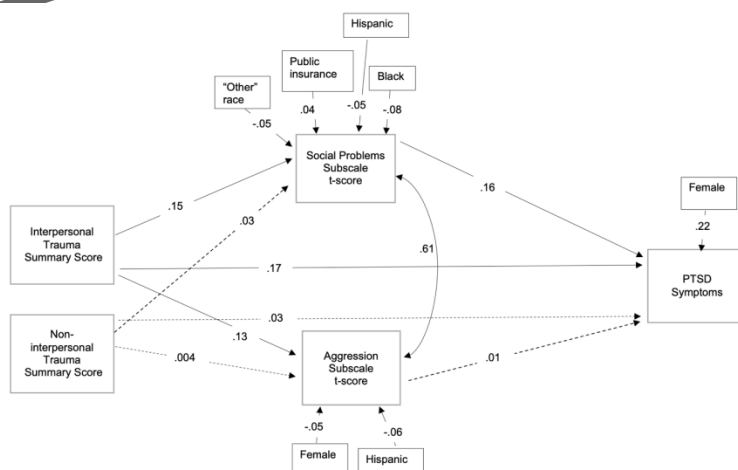 Hispanic
Public
insurance
"Other"
race
Black
-.05
.04
-.05
-.08
Social Problems
Subscale
t-score
Female
.15
.03
.16
.22
Interpersonal
Trauma
Summary Score
.61
.17
PTSD
Symptoms
Non-
interpersonal
Trauma
Summary Score
.03
.13
.004
Aggression
Subscale
t-score
.01
-.05
-.06
Female
Hispanic